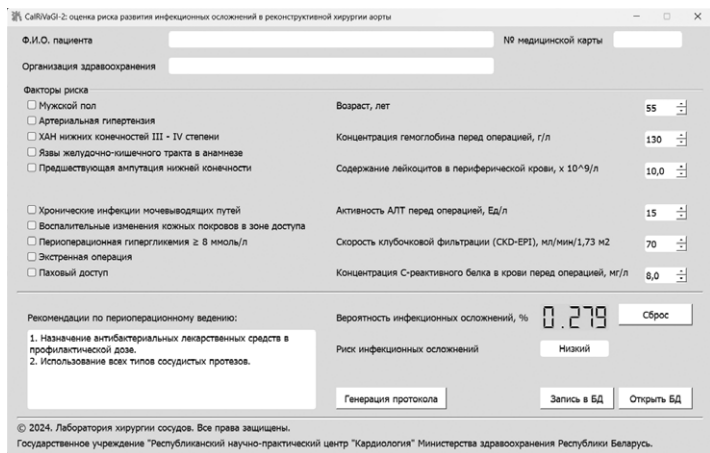 CalRiVaGI-2: оценка риска развития инфекционных осложнений в реконструктивной хирургии аорты
Ф.И.О. пациента
№ медицинской карты
Организация здравоохранения
Факторы риска
Мужской пол
Возраст, лет
55
Артериальная гипертензия
ХАН нижних конечностей III - IV степени
Концентрация гемоглобина перед операцией, г/л
130
Язвы желудочно-кишечного тракта в анамнезе
Предшествующая ампутация нижней конечности
Содержание лейкоцитов в периферической крови, x 10^9/л
10,0
Хронические инфекции мочевыводящих путей
Активность АЛТ перед операцией, Ед/л
15
Воспалительные изменения кожных покровов в зоне доступа
Периоперационная гипергликемия ≥ 8 ммоль/л
Скорость клубочковой фильтрации (CKD-EPI), мл/мин/1,73 м2
70
Экстренная операция
Паховый доступ
Концентрация С-реактивного белка в крови перед операцией, мг/л
8,0
Рекомендации по периоперационному ведению:
Вероятность инфекционных осложнений, %
0.279
Сброс
1. Назначение антибактериальных лекарственных средств в
профилактической дозе.
2. Использование всех типов сосудистых протезов.
Риск инфекционных осложнений
Низкий
Генерация протокола
Запись в БД
Открыть БД
© 2024. Лаборатория хирургии сосудов. Все права защищены.
Государственное учреждение "Республиканский научно-практический центр "Кардиология" Министерства здравоохранения Республики Беларусь.